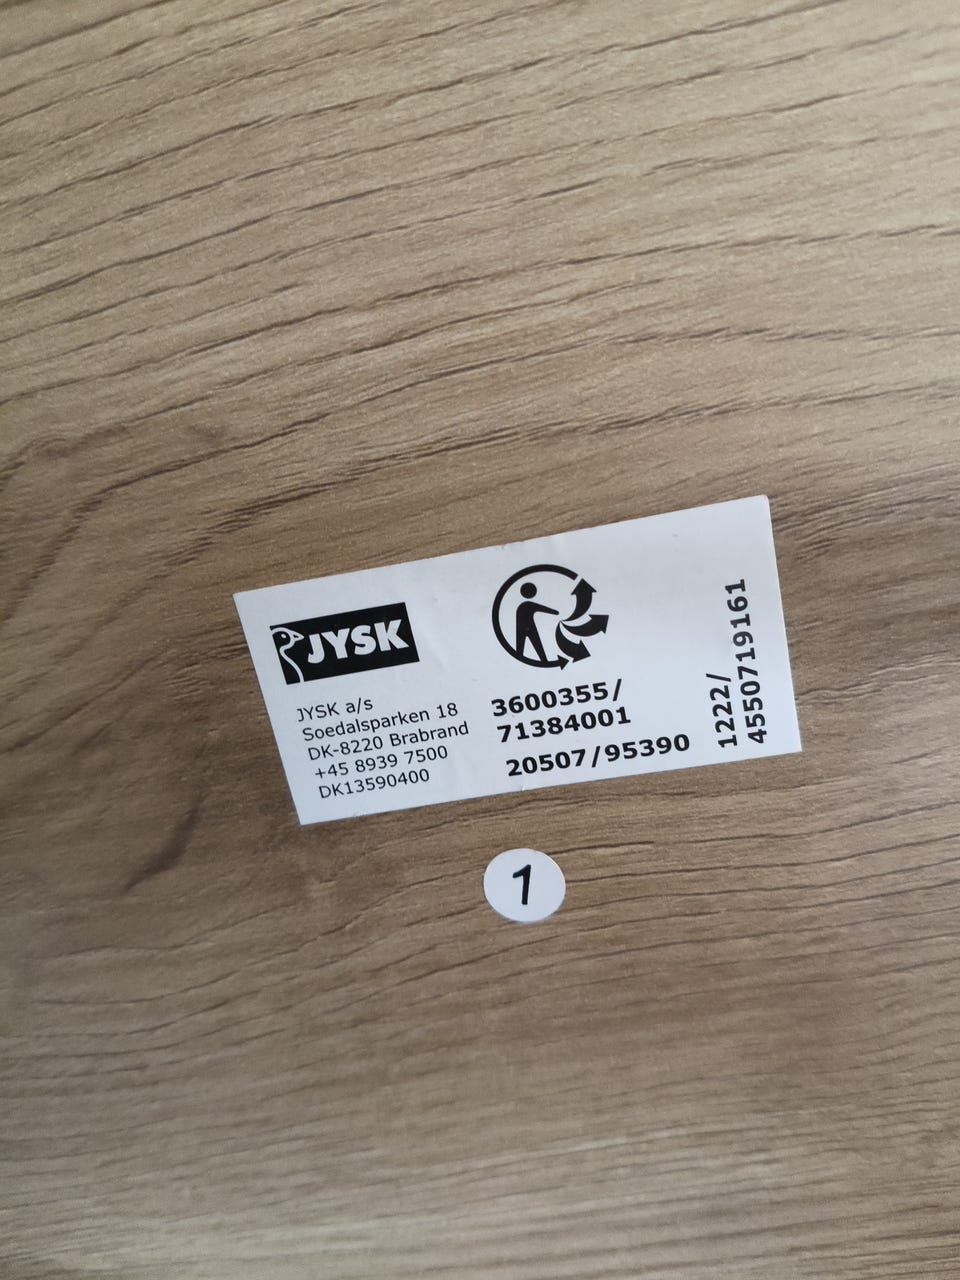 JYSK
JYSK a/s
Soedalsparken 18
DK-8220 Brabrand
+45 8939 7500
DK13590400
3600355/
71384001
20507/95390
1222/
4550719161
1